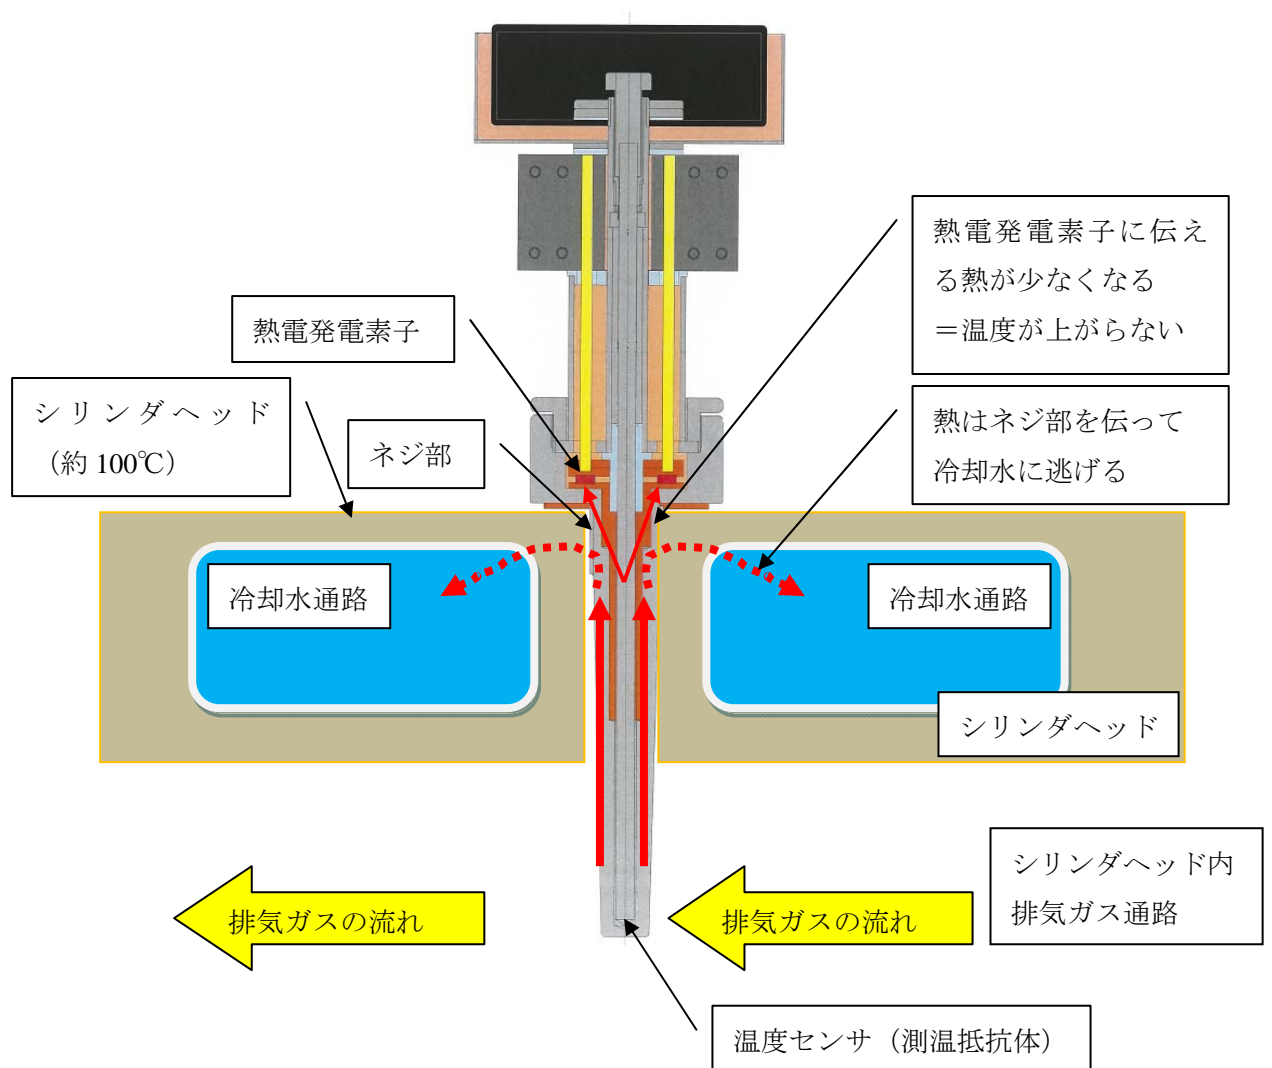 熱電発電素子に伝え
る熱が少なくなる
＝温度が上がらない
熱電発電素子
シリンダヘッド
（約 100℃）
ネジ部
熱はネジ部を伝って
冷却水に逃げる
冷却水通路
冷却水通路
シリンダヘッド
シリンダヘッド内
排気ガス通路
排気ガスの流れ
排気ガスの流れ
温度センサ（測温抵抗体）